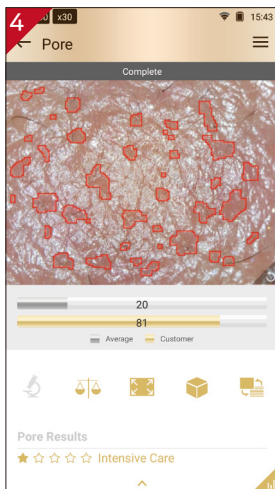 4
x30
15:43
Pore
Complete
20
81
Average
Customer
Pore Results
Intensive Care